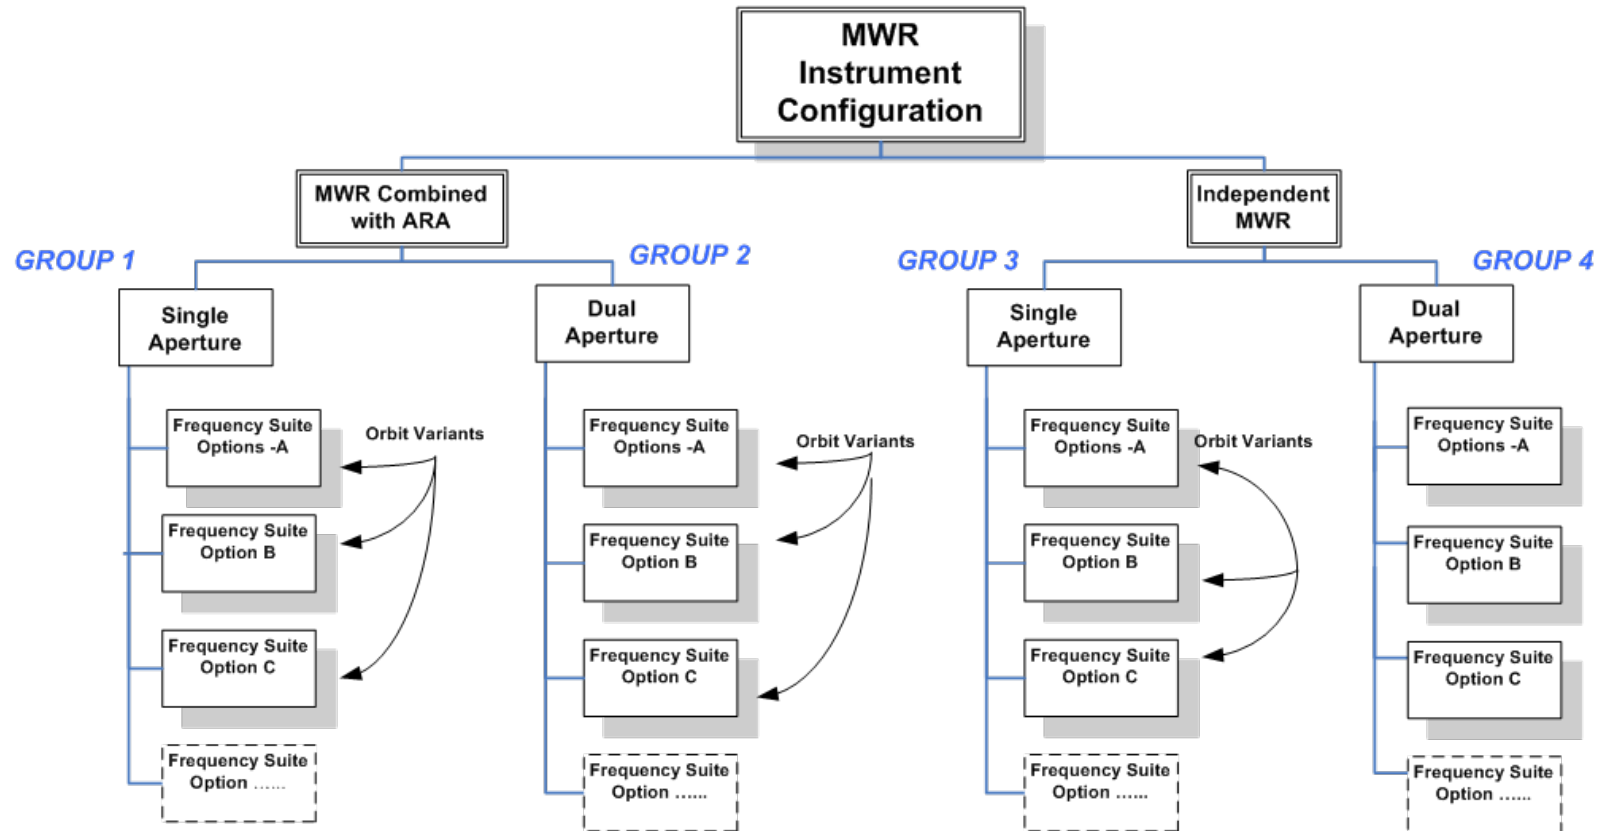 MWR
Instrument
Configuration
MWR Combined
with ARA
Independent
MWR
GROUP 1
GROUP 2
GROUP 3
GROUP 4
Single
Aperture
Dual
Aperture
Single
Aperture
Dual
Aperture
Frequency Suite
Options -A
Orbit Variants
Frequency Suite
Option B
Frequency Suite
Option C
Frequency Suite
Option ......
Frequency Suite
Options -A
Orbit Variants
Frequency Suite
Option B
Frequency Suite
Option C
Frequency Suite
Option ......
Frequency Suite
Options -A
Orbit Variants
Frequency Suite
Option B
Frequency Suite
Option C
Frequency Suite
Option ......
Frequency Suite
Options -A
Frequency Suite
Option B
Frequency Suite
Option C
Frequency Suite
Option ......